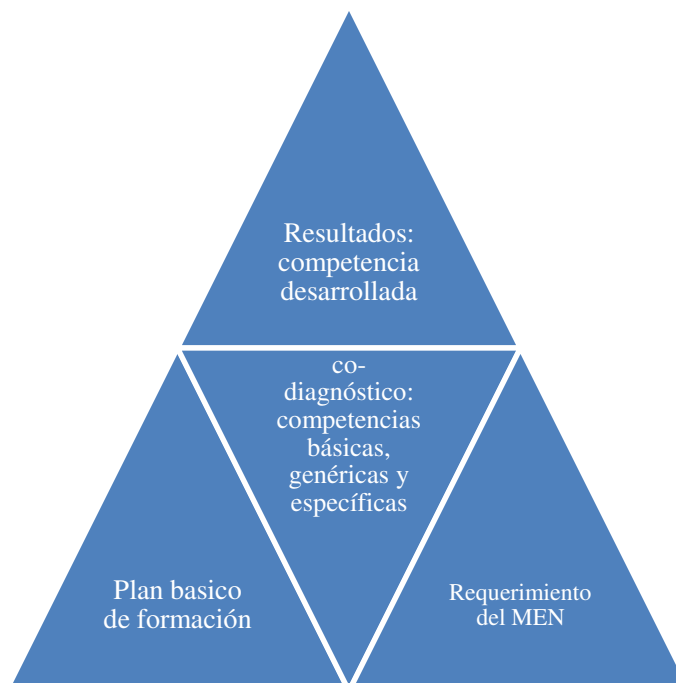 Resultados:
competencia
desarrollada
co-
diagnóstico:
competencias
básicas,
genéricas y
específicas
Plan basico
de formación
Requerimiento
del MEN